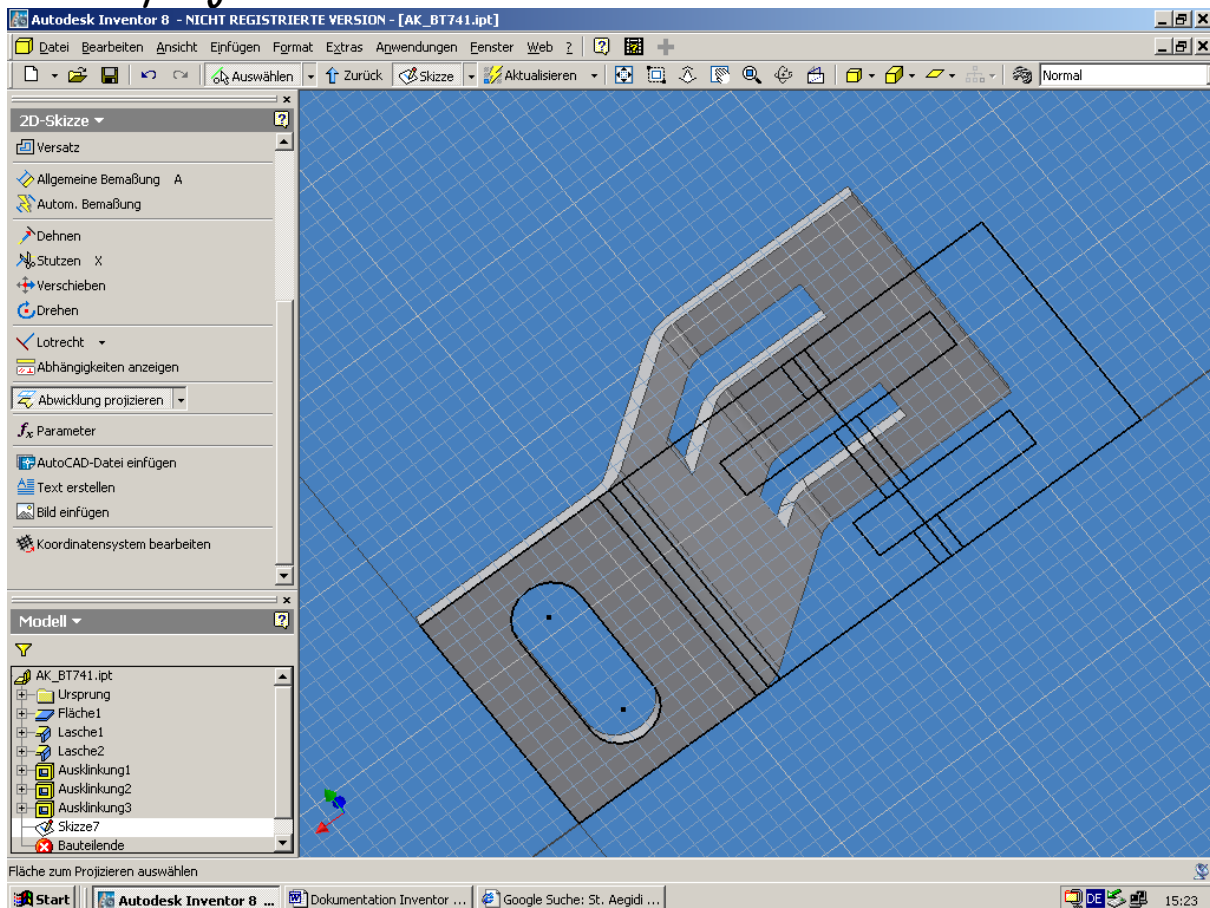 Autodesk Inventor 8 - NICHT REGISTRIERTE VERSION - [AK_BT741.ipt]
Datei Bearbeiten Ansicht Einfügen Format Extras Anwendungen Fenster Web ?
Auswählen Zurück Skizze Aktualisieren Normal
2D-Skizze
Versatz
Allgemeine Bemaßung A
Autom. Bemaßung
Dehnen
Stutzen X
Verschieben
Drehen
Lotrecht
Abhängigkeiten anzeigen
Abwicklung projizieren
fx Parameter
AutoCAD-Datei einfügen
Text erstellen
Bild einfügen
Koordinatensystem bearbeiten
Modell
AK_BT741.ipt
Ursprung
Fläche1
Lasche1
Lasche2
Ausklinkung1
Ausklinkung2
Ausklinkung3
Skizze7
Bauteilende
Fläche zum Projizieren auswählen
Start Autodesk Inventor 8 ... Dokumentation Inventor ... Google Suche: St. Aegidi ... DE 15:23